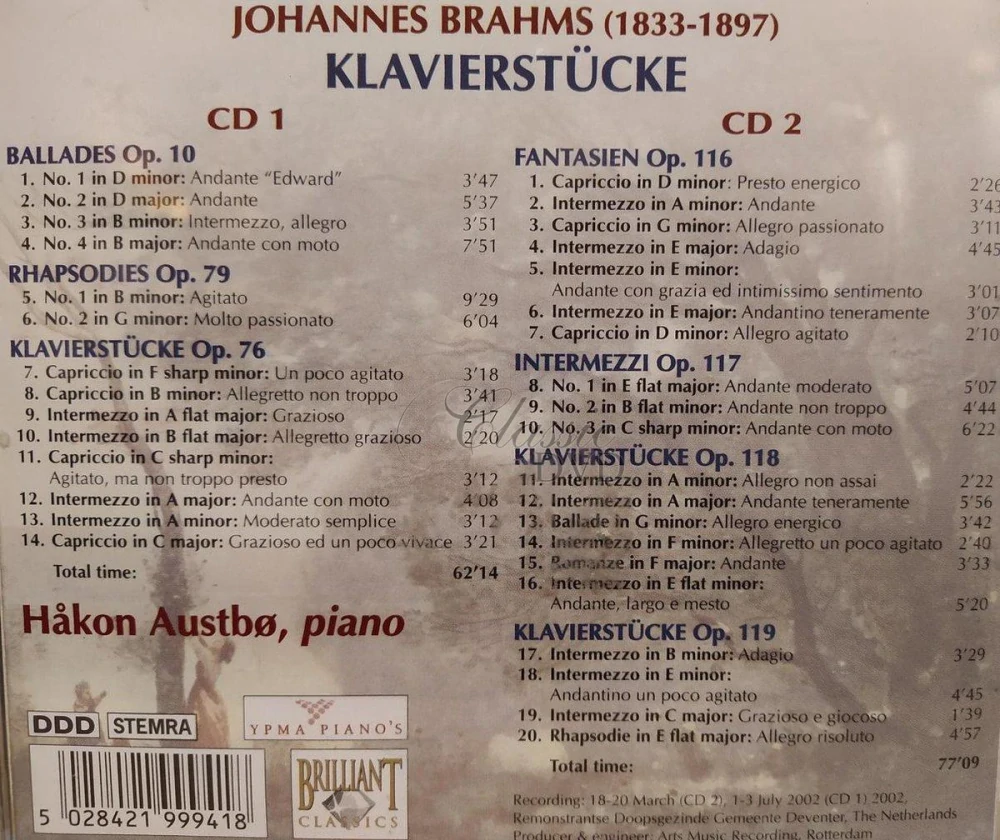 JOHANNES BRAHMS (1833-1897)
KLAVIERSTÜCKE
CD 1
BALLADES Op. 10
1. No. 1 in D minor: Andante “Edward” 3’47
2. No. 2 in D major: Andante 5’37
3. No. 3 in B minor: Intermezzo, allegro 3’51
4. No. 4 in B major: Andante con moto 7’51
RHAPSODIES Op. 79
5. No. 1 in B minor: Agitato 9’29
6. No. 2 in G minor: Molto passionato 6’04
KLAVIERSTÜCKE Op. 76
7. Capriccio in F sharp minor: Un poco agitato 3’18
8. Capriccio in B minor: Allegretto non troppo 3’41
9. Intermezzo in A flat major: Grazioso 2’17
10. Intermezzo in B flat major: Allegretto grazioso 2’20
11. Capriccio in C sharp minor:
Agitato, ma non troppo presto 3’12
12. Intermezzo in A major: Andante con moto 4’08
13. Intermezzo in A minor: Moderato semplice 3’12
14. Capriccio in C major: Grazioso ed un poco vivace 3’21
Total time: 62’14
Håkon Austbø, piano
DDD STEMRA
YPMA PIANO’S
BRILLIANT
CLASSICS
5 028421 999418
CD 2
FANTASIEN Op. 116
1. Capriccio in D minor: Presto energico 2’26
2. Intermezzo in A minor: Andante 3’43
3. Capriccio in G minor: Allegro passionato 3’11
4. Intermezzo in E major: Adagio 4’45
5. Intermezzo in E minor:
Andante con grazia ed intimissimo sentimento 3’01
6. Intermezzo in E major: Andantino teneramente 3’07
7. Capriccio in D minor: Allegro agitato 2’10
INTERMEZZI Op. 117
8. No. 1 in E flat major: Andante moderato 5’07
9. No. 2 in B flat minor: Andante non troppo 4’44
10. No. 3 in C sharp minor: Andante con moto 6’22
KLAVIERSTÜCKE Op. 118
11. Intermezzo in A minor: Allegro non assai 2’22
12. Intermezzo in A major: Andante teneramente 5’56
13. Ballade in G minor: Allegro energico 3’42
14. Intermezzo in F minor: Allegretto un poco agitato 2’40
15. Romanze in F major: Andante 3’33
16. Intermezzo in E flat minor:
Andante, largo e mesto 5’20
KLAVIERSTÜCKE Op. 119
17. Intermezzo in B minor: Adagio 3’29
18. Intermezzo in E minor:
Andantino un poco agitato 4’45
19. Intermezzo in C major: Grazioso e giocoso 1’39
20. Rhapsodie in E flat major: Allegro risoluto 4’57
Total time: 77’09
Recording: 18-20 March (CD 2), 1-3 July 2002 (CD 1) 2002,
Remonstrantse Doopsgezinde Gemeente Deventer, The Netherlands
Producer & engineer: Arts Music Recording, Rotterdam